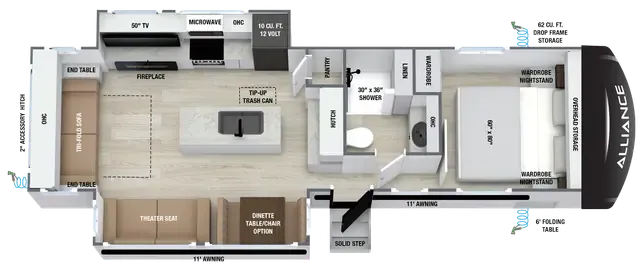 50" TV
MICROWAVE
OHC
10 CU. FT.
12 VOLT
62 CU. FT.
DROP FRAME
STORAGE
END TABLE
FIREPLACE
PANTRY
30" x 36"
SHOWER
LINEN
WARDROBE
WARDROBE
NIGHTSTAND
2" ACCESSORY HITCH
OHC
TRI-FOLD SOFA
TIP-UP
TRASH CAN
HUTCH
OHC
60" x 80"
OVERHEAD STORAGE
ALLIANCE
END TABLE
WARDROBE
NIGHTSTAND
THEATER SEAT
DINETTE
TABLE/CHAIR
OPTION
11' AWNING
SOLID STEP
6' FOLDING
TABLE
11' AWNING